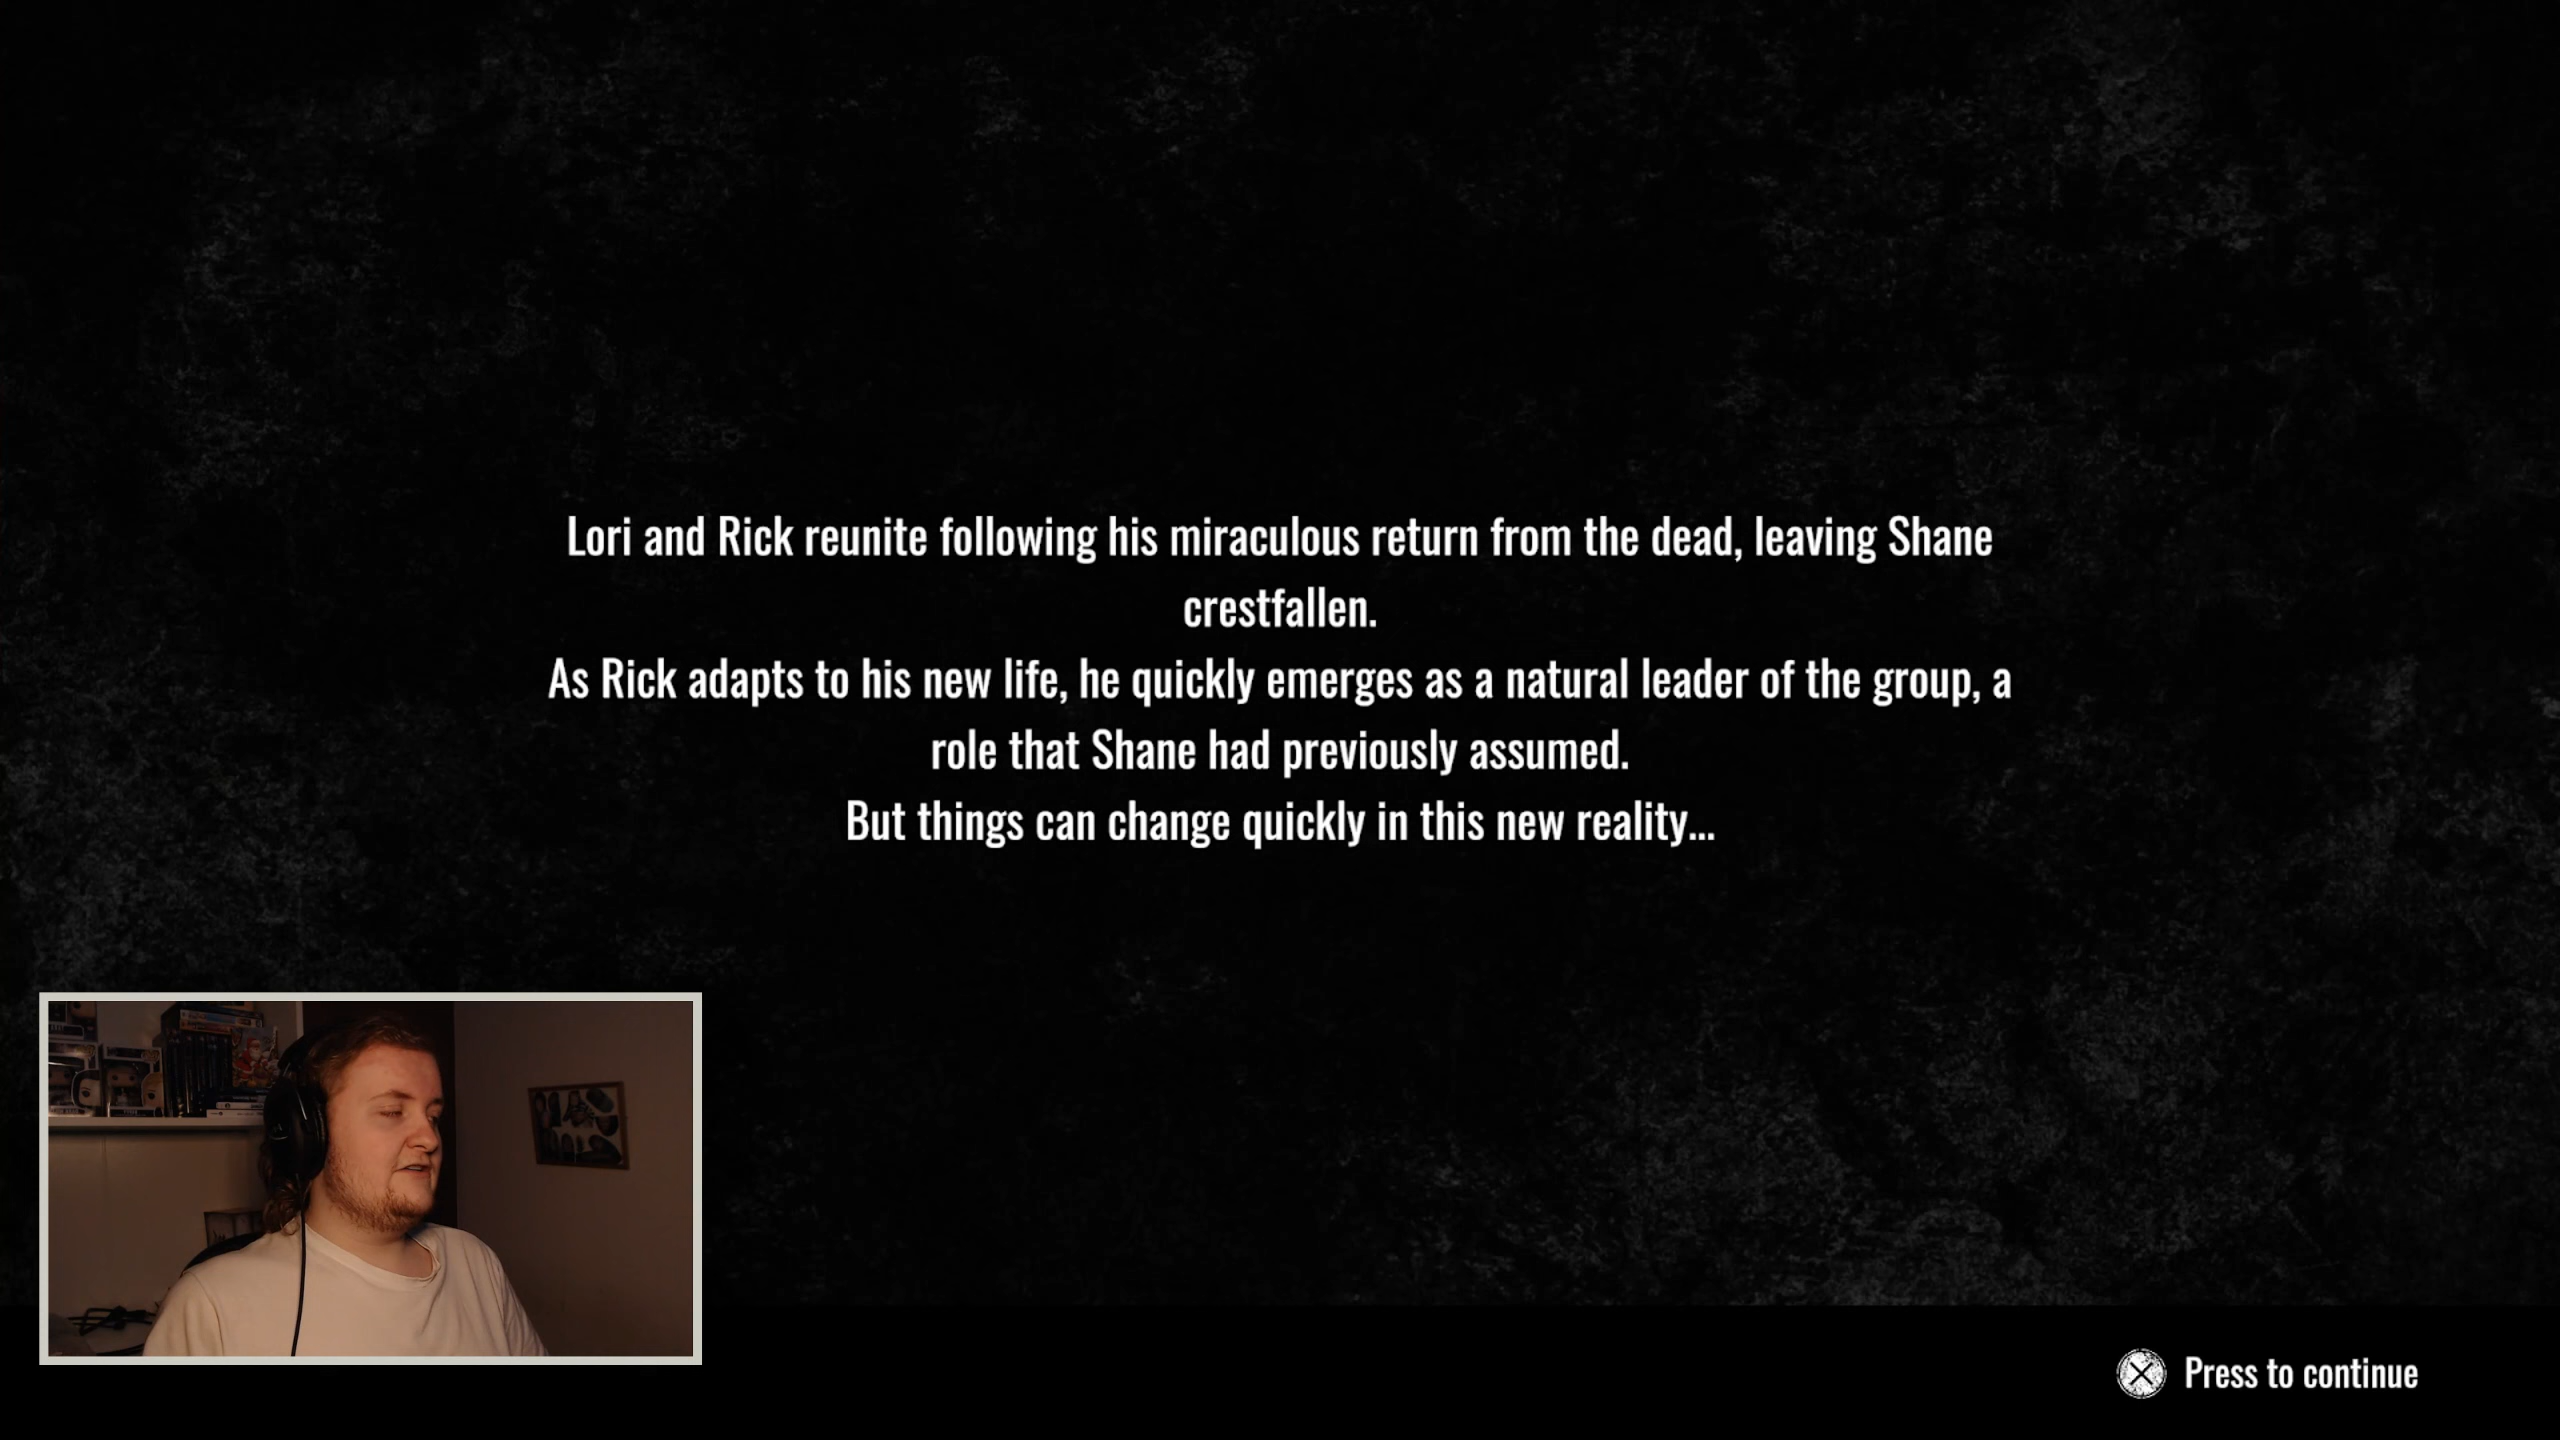 Lori and Rick reunite following his miraculous return from the dead, leaving Shane
crestfallen.
As Rick adapts to his new life, he quickly emerges as a natural leader of the group, a
role that Shane had previously assumed.
But things can change quickly in this new reality...
Press to continue